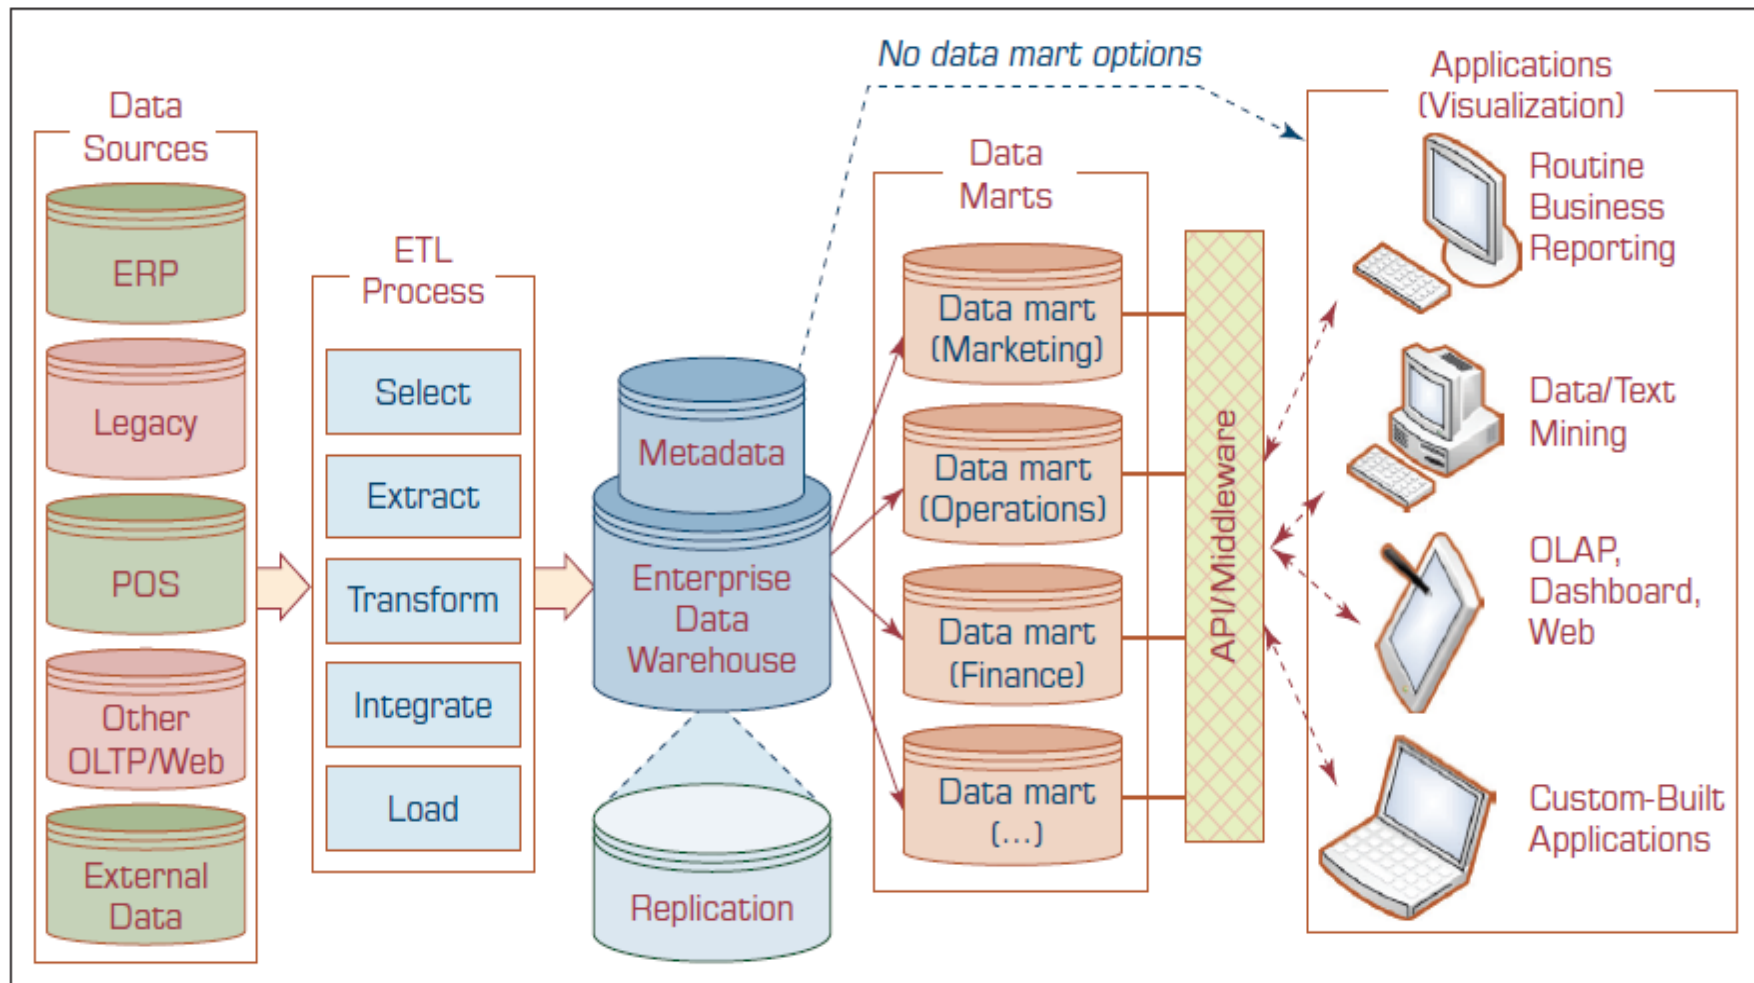 No data mart options
Data
Sources
ERP
Legacy
POS
Other
OLTP/Web
External
Data
ETL
Process
Select
Extract
Transform
Integrate
Load
Metadata
Enterprise
Data
Warehouse
Replication
Data
Marts
Data mart
(Marketing)
Data mart
(Operations)
Data mart
(Finance)
Data mart
(...)
API/Middleware
Applications
(Visualization)
Routine
Business
Reporting
Data/Text
Mining
OLAP,
Dashboard,
Web
Custom-Built
Applications